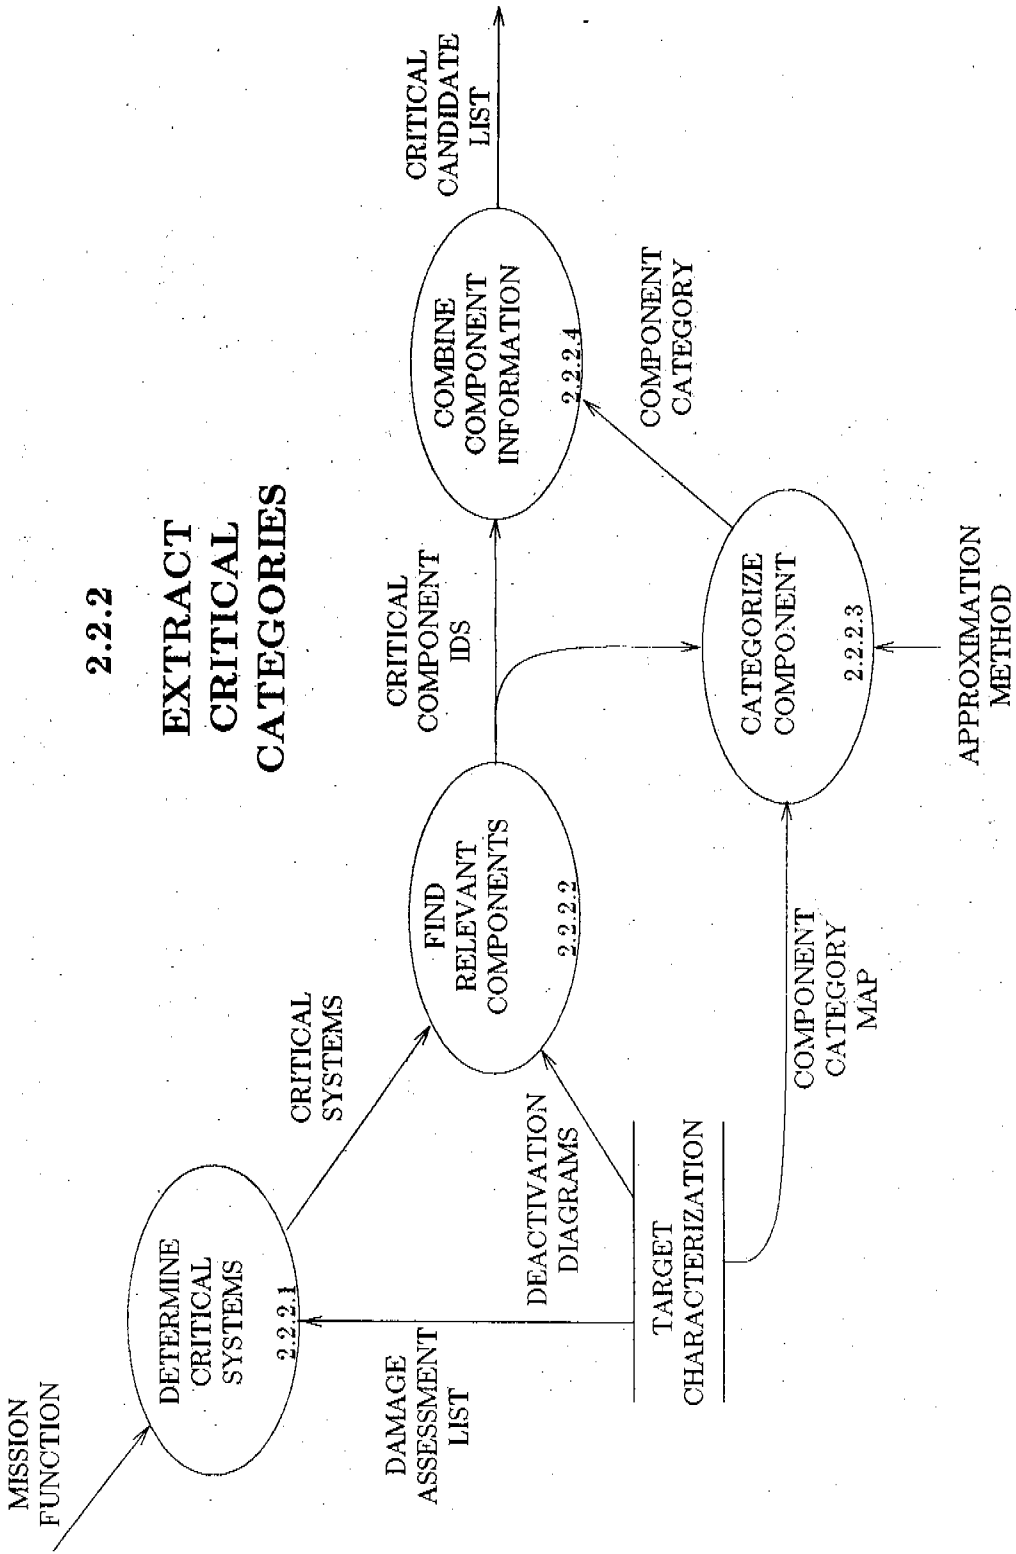 2.2.2
EXTRACT
CRITICAL
CATEGORIES
MISSION
FUNCTION
DETERMINE
CRITICAL
SYSTEMS
2.2.2.1
CRITICAL
SYSTEMS
DAMAGE
ASSESSMENT
LIST
DEACTIVATION
DIAGRAMS
TARGET
CHARACTERIZATION
FIND
RELEVANT
COMPONENTS
2.2.2.2
CRITICAL
COMPONENT
IDS
COMPONENT
CATEGORY
MAP
CATEGORIZE
COMPONENT
2.2.2.3
APPROXIMATION
METHOD
COMPONENT
CATEGORY
COMBINE
COMPONENT
INFORMATION
2.2.2.4
CRITICAL
CANDIDATE
LIST